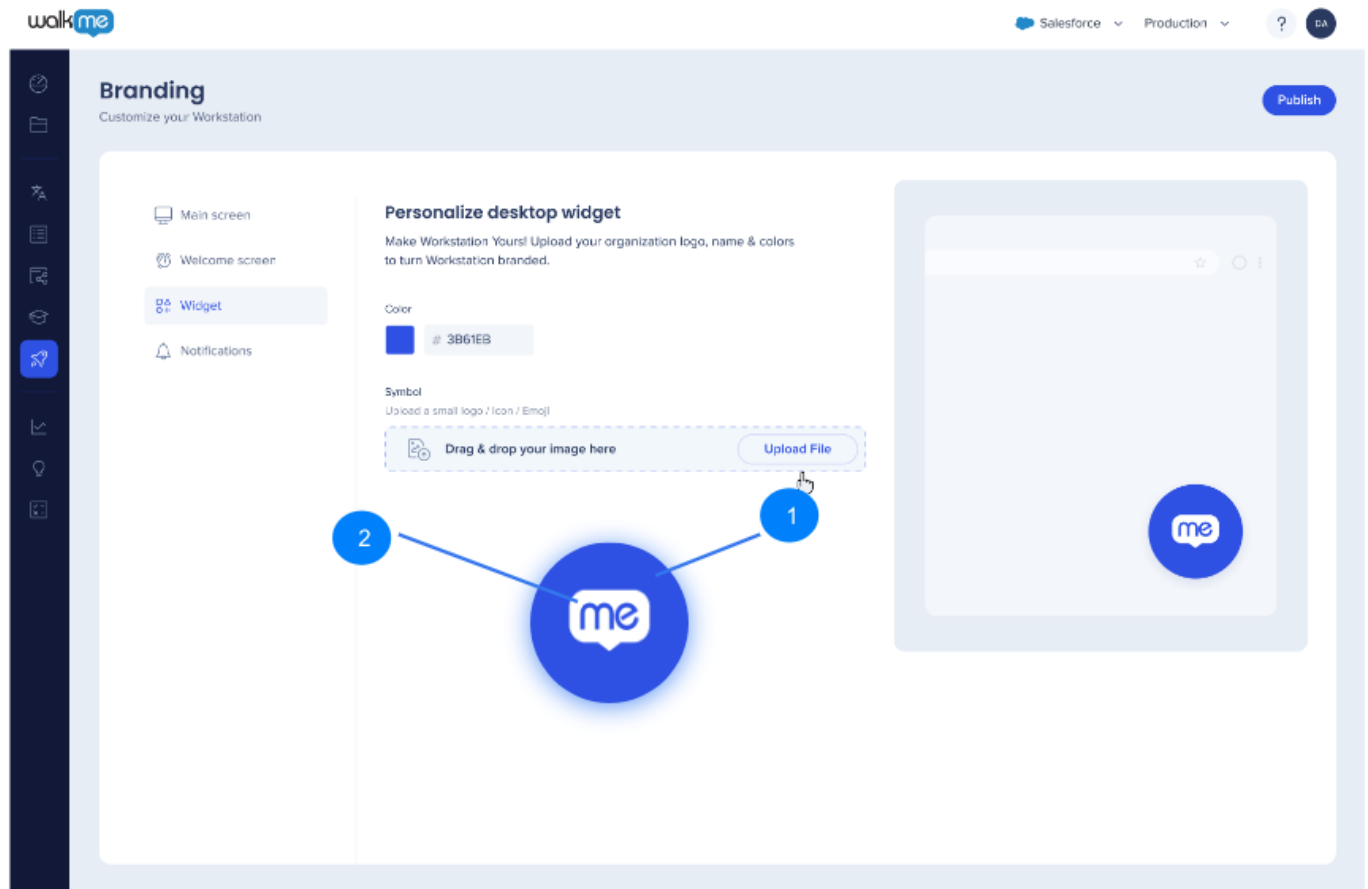 walkme
Salesforce
Production
?
DA
Branding
Customize your Workstation
Publish
Main screen
Welcome screen
Widget
Notifications
Personalize desktop widget
Make Workstation Yours! Upload your organization logo, name & colors
to turn Workstation branded.
Color
# 3B61EB
Symbol
Upload a small logo / Icon / Emoji
Drag & drop your image here
Upload File
1
2
me
me